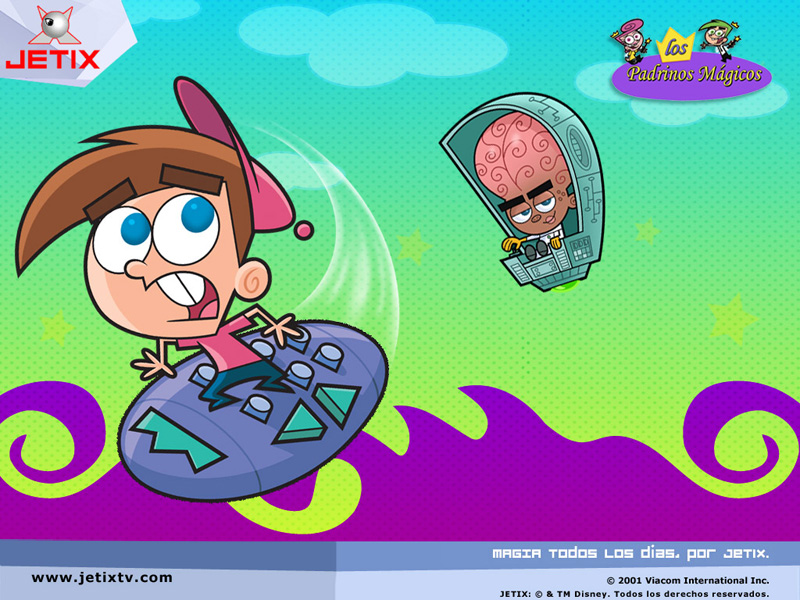 JETIX
los
Padrinos Mágicos
MAGIA TODOS LOS días, por JETIX.
www.jetixtv.com
© 2001 Viacom International Inc.
JETIX: © & TM Disney. Todos los derechos reservados.